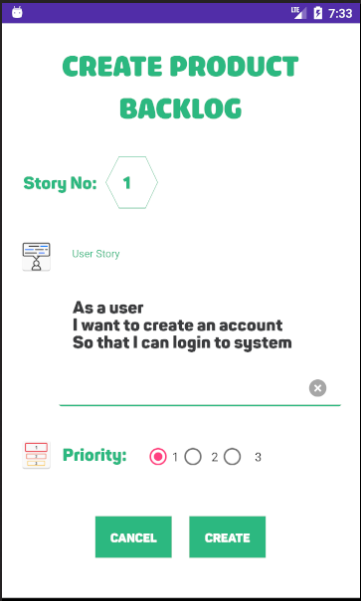 LTE 7:33
CREATE PRODUCT
BACKLOG
Story No: 1
User Story
As a user
I want to create an account
So that I can login to system
Priority: 1 2 3
CANCEL CREATE